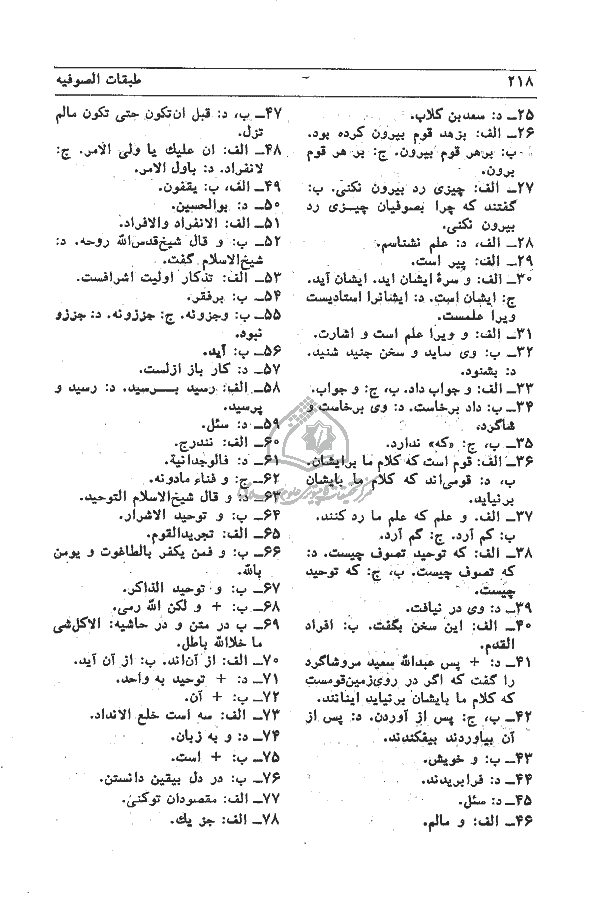 ۲۱۸ ـ طبقات الصوفیه
۲۵ـ د: سعدبن کلاب.
۲۶ـ الف: بزهد قوم بیرون کرده بود.
ب: برهر قوم بیرون. ج: بر هر قوم
برون.
۲۷ـ الف: چیزی رد بیرون نکنی. ب:
گفتند که چرا بصوفیان چیزی رد
بیرون نکنی.
۲۸ـ الف، د: علم نشناسم.
۲۹ـ الف: پیر است.
۳۰ـ الف: و سرهٔ ایشان اید. ایشان آید.
ج: ایشان است. د: ایشانرا استادیست
ویرا علمست.
۳۱ـ الف: و ویرا علم است و اشارت.
۳۲ـ ب: وی ساید و سخن جنید شنید.
د: بشنود.
۳۳ـ الف: و جواب داد. ب، ج: و جواب.
۳۴ـ ب: داد برخاست. د: وی برخاست و
شاگرد.
۳۵ـ ب، ج: «که» ندارد.
۳۶ـ الف: قوم است که کلام ما برایشان.
ب، د: قومی‌اند که کلام ما بایشان
برنیاید.
۳۷ـ الف. و علم که علم ما رد کنند.
ب: کم آرد. ج: گم آرد.
۳۸ـ الف: که توحید تصوف چیست. د:
که تصوف چیست. ب، ج: که توحید
چیست.
۳۹ـ د: وی در نیافت.
۴۰ـ الف: این سخن بگفت. ب: افراد
القدم.
۴۱ـ د: + پس عبدالله سعید مروشاگرد
را گفت که اگر در روی‌زمین‌قومست
که کلام ما بایشان برنیاید اینانند.
۴۲ـ ب، ج: پس از آوردن. د: پس از
آن بیاوردند بیفکندند.
۴۳ـ ب: و خویش.
۴۴ـ د: فرابریدند.
۴۵ـ د: سئل.
۴۶ـ الف: و مالم.
۴۷ـ ب، د: قبل ان‌تکون حتی تکون مالم
تزل.
۴۸ـ الف: ان علیك یا ولی الامر. ج:
لانفراد. د: باول الامر.
۴۹ـ الف، ب: یقفون.
۵۰ـ د: بوالحسین.
۵۱ـ الف: الانفراد والافراد.
۵۲ـ ب: و قال شیخ‌قدس‌الله روحه. د:
شیخ‌الاسلام گفت.
۵۳ـ الف: تذکار اولیت اشرافست.
۵۴ـ ب: برفقر.
۵۵ـ ب: وجزونه. ج: جززونه. د: جززو
نبود.
۵۶ـ ب: آید.
۵۷ـ د: کار باز ازلست.
۵۸ـ الف: رسید بـرسید. د: رسید و
پرسید.
۵۹ـ د: سئل.
۶۰ـ الف: نندرج.
۶۱ـ د: فالوجدانیة.
۶۲ـ ج: و فناء مادونه.
۶۳ـ د: و قال شیخ‌الاسلام التوحید.
۶۴ـ ب: و توحید الاشرار.
۶۵ـ الف: تجریدالقوم.
۶۶ـ ب: و فمن یکفر بالطاغوت و یومن
بالله.
۶۷ـ ب: و توحید الذاکر.
۶۸ـ ب: + و لکن الله رمی.
۶۹ـ ب در متن و در حاشیه: الاکل‌شی
ما خلاالله باطل.
۷۰ـ الف: از آن‌اند. ب: از آن آید.
۷۱ـ د: + توحید به واحد.
۷۲ـ ب: + آن.
۷۳ـ الف: سه است خلع الانداد.
۷۴ـ د: و به زبان.
۷۵ـ ب: + است.
۷۶ـ ب: در دل بیقین دانستن.
۷۷ـ الف: مقصودان توکنی.
۷۸ـ الف: جز یك.